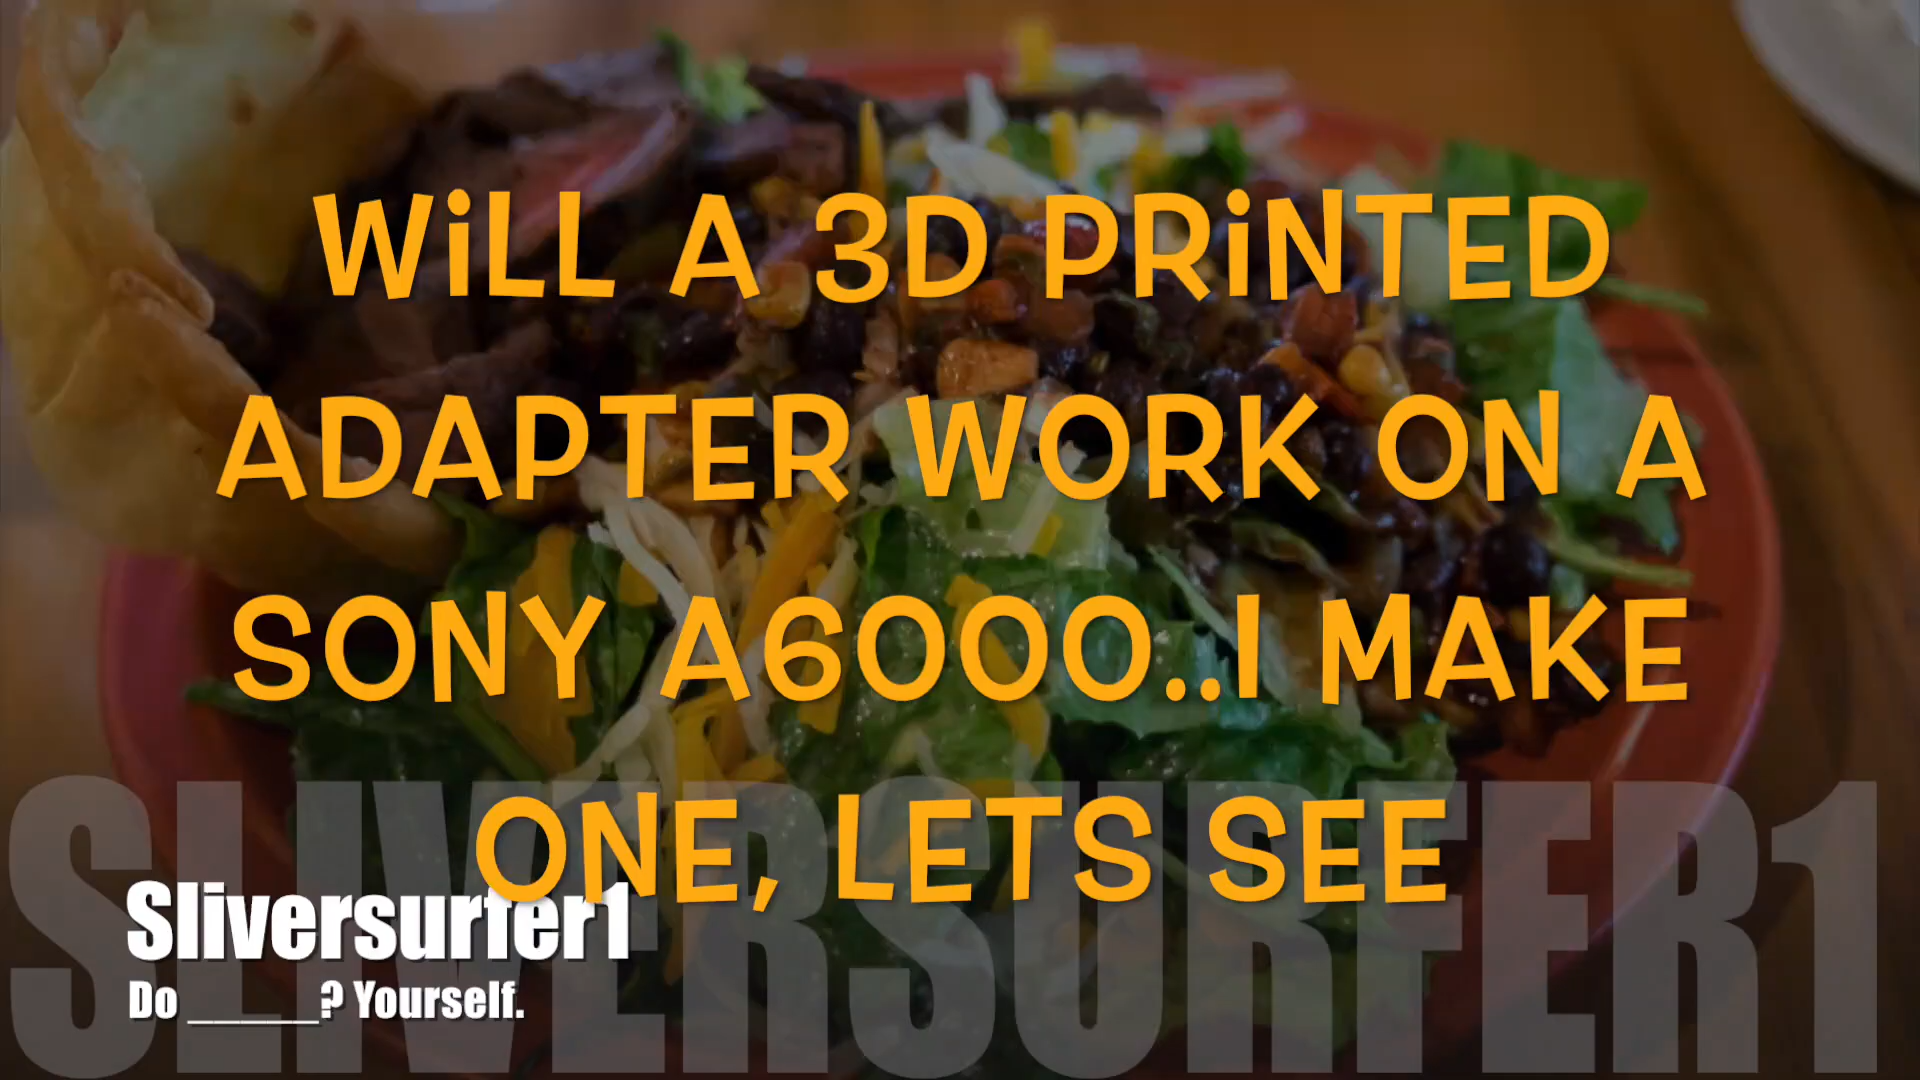 WiLL A 3D PRiNTED
ADAPTER WORK ON A
SONY A6000..I MAKE
ONE, LETS SEE
SLIVERSURFER1
Sliversurfer1
Do ______? Yourself.